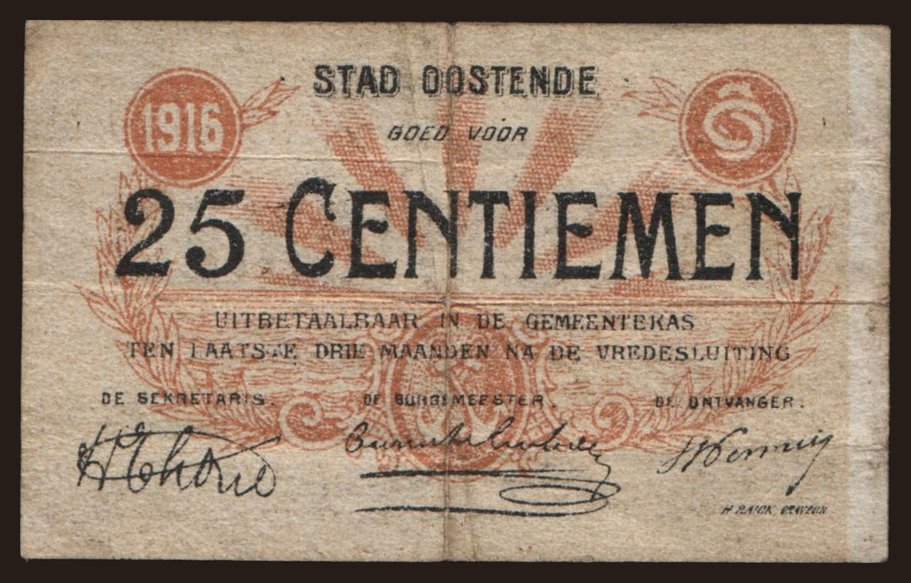 STAD OOSTENDE
1916
GOED VOOR
25 CENTIEMEN
UITBETAALBAAR IN DE GEMEENTEKAS
TEN LAATSTE DRIE MAANDEN NA DE VREDESLUITING
DE SEKRETARIS. DE BURGEMEESTER. DE ONTVANGER.